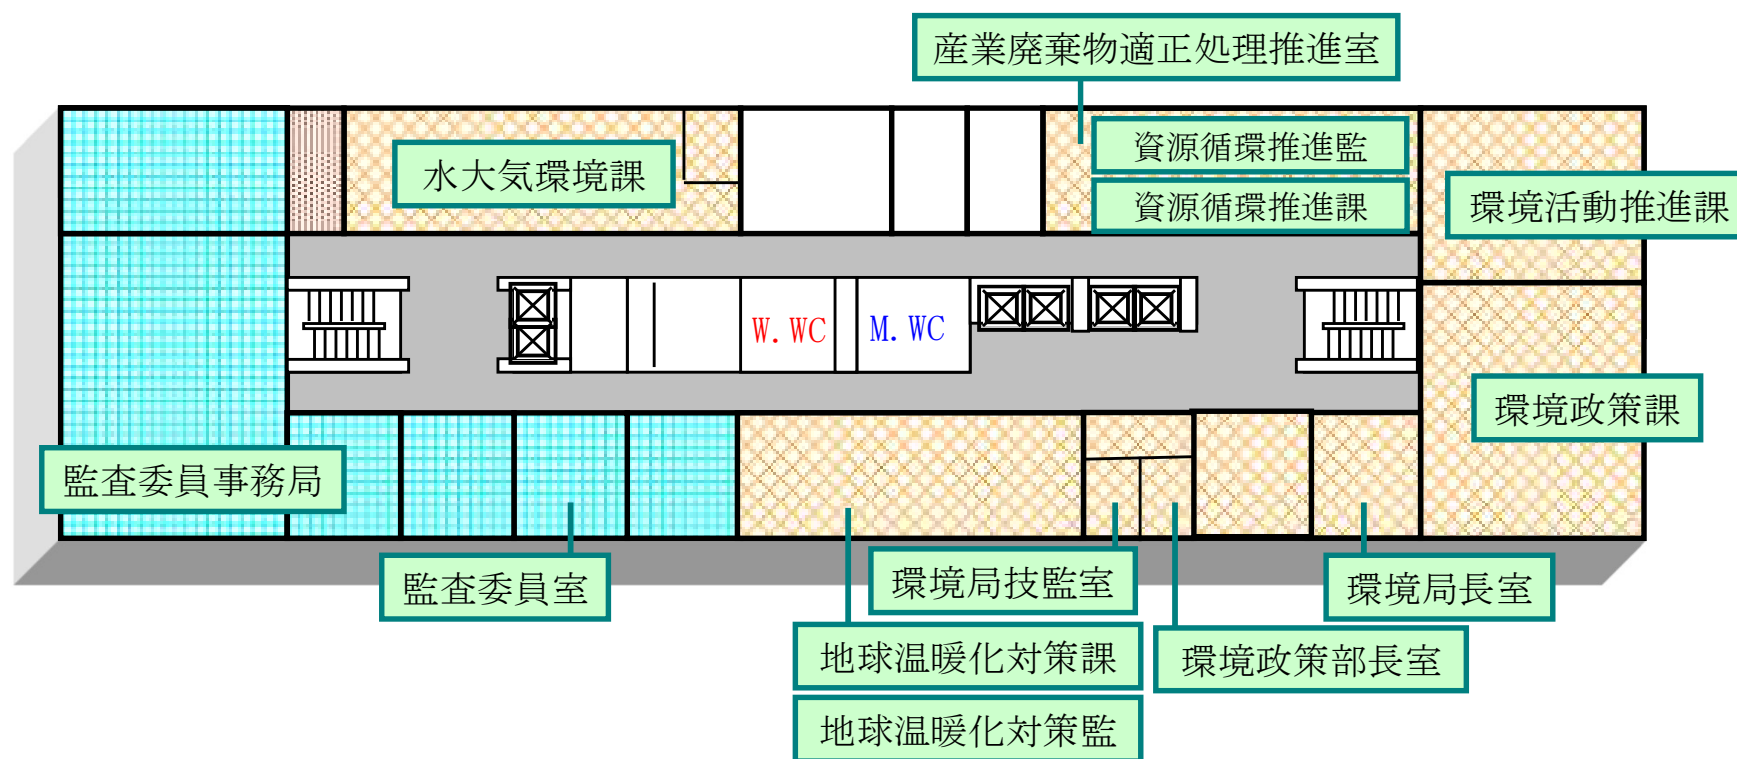 産業廃棄物適正処理推進室
資源循環推進監
水大気環境課
資源循環推進課
環境活動推進課
W.WC
M.WC
環境政策課
監査委員事務局
監査委員室
環境局技監室
環境局長室
地球温暖化対策課
環境政策部長室
地球温暖化対策監